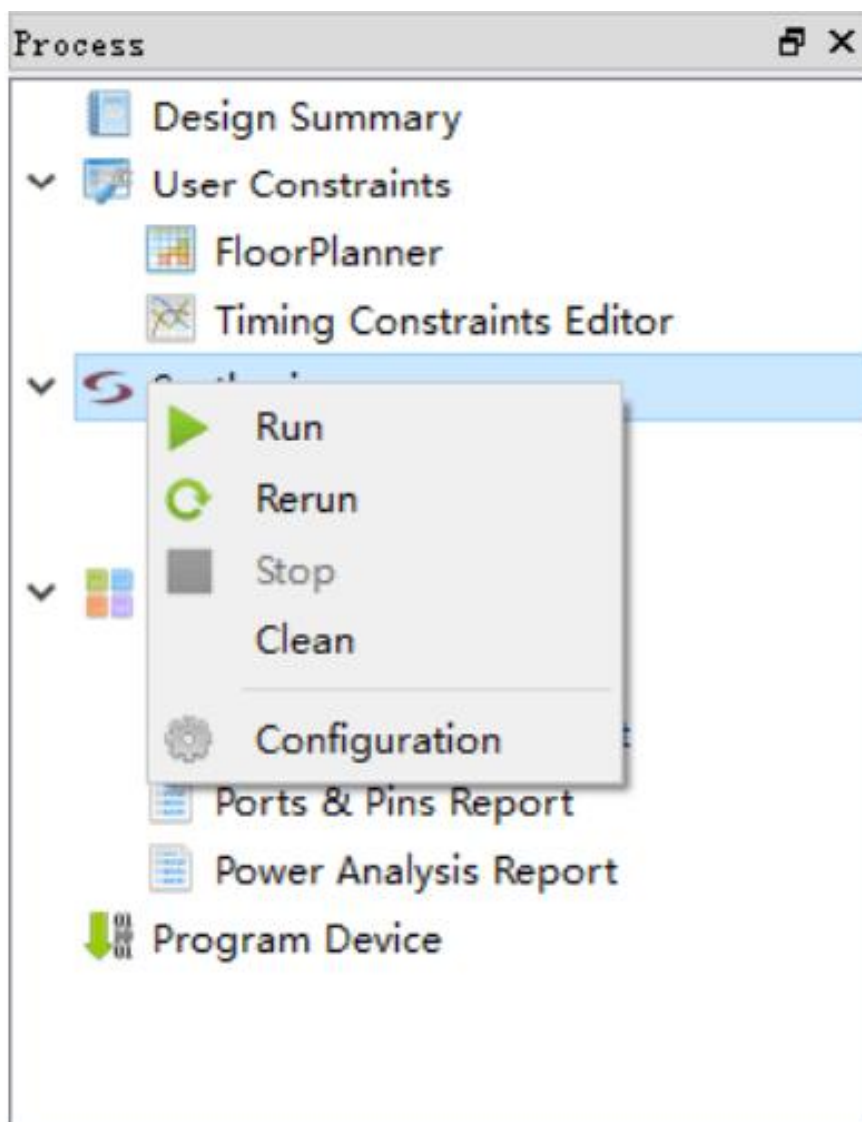 Process
Design Summary
User Constraints
FloorPlanner
Timing Constraints Editor
Run
Rerun
Stop
Clean
Configuration
Ports & Pins Report
Power Analysis Report
Program Device